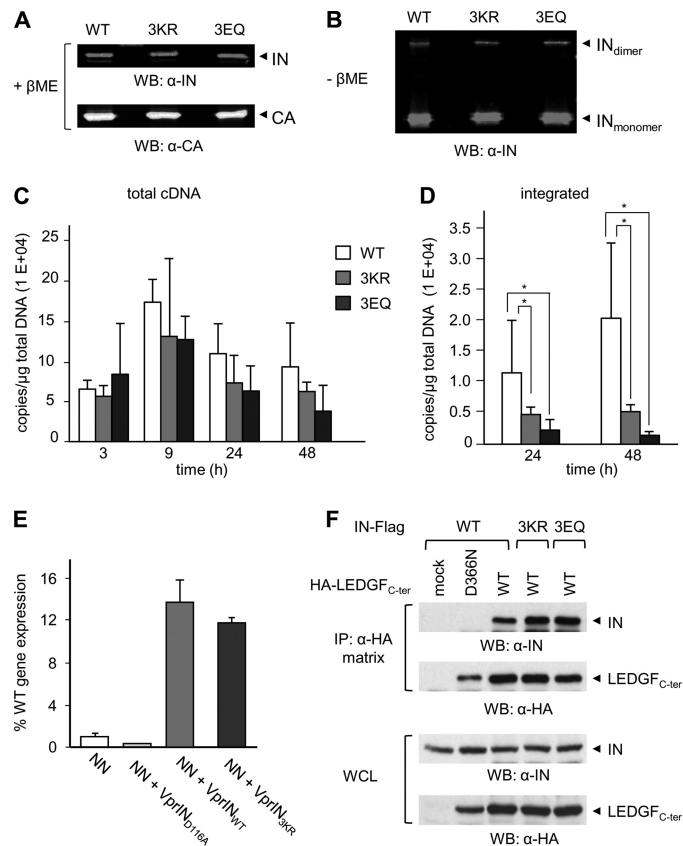 A
WT 3KR 3EQ
+ βME
IN
WB: α-IN
CA
WB: α-CA
B
WT 3KR 3EQ
- βME
INdimer
INmonomer
WB: α-IN
C
total cDNA
copies/µg total DNA (1 E+04)
25
20
15
10
5
0
3 9 24 48
time (h)
WT
3KR
3EQ
D
integrated
copies/µg total DNA (1 E+04)
3.5
3.0
2.5
2.0
1.5
1.0
0.5
0
* * * *
24 48
time (h)
E
% WT gene expression
16
12
8
4
0
NN
NN + VprIND116A
NN + VprINWT
NN + VprIN3KR
F
IN-Flag WT 3KR 3EQ
HA-LEDGFC-ter mock D366N WT WT WT
IP: α-HA
matrix
IN
WB: α-IN
LEDGFC-ter
WB: α-HA
WCL
IN
WB: α-IN
LEDGFC-ter
WB: α-HA